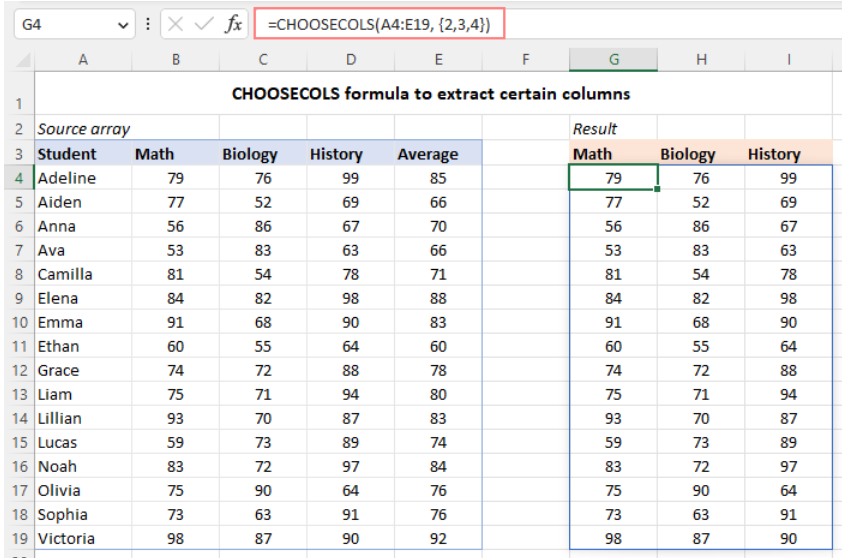 G4 fx =CHOOSECOLS(A4:E19, {2,3,4})
A B C D E F G H I
1 CHOOSECOLS formula to extract certain columns
2 Source array Result
3 Student Math Biology History Average Math Biology History
4 Adeline 79 76 99 85 79 76 99
5 Aiden 77 52 69 66 77 52 69
6 Anna 56 86 67 70 56 86 67
7 Ava 53 83 63 66 53 83 63
8 Camilla 81 54 78 71 81 54 78
9 Elena 84 82 98 88 84 82 98
10 Emma 91 68 90 83 91 68 90
11 Ethan 60 55 64 60 60 55 64
12 Grace 74 72 88 78 74 72 88
13 Liam 75 71 94 80 75 71 94
14 Lillian 93 70 87 83 93 70 87
15 Lucas 59 73 89 74 59 73 89
16 Noah 83 72 97 84 83 72 97
17 Olivia 75 90 64 76 75 90 64
18 Sophia 73 63 91 76 73 63 91
19 Victoria 98 87 90 92 98 87 90